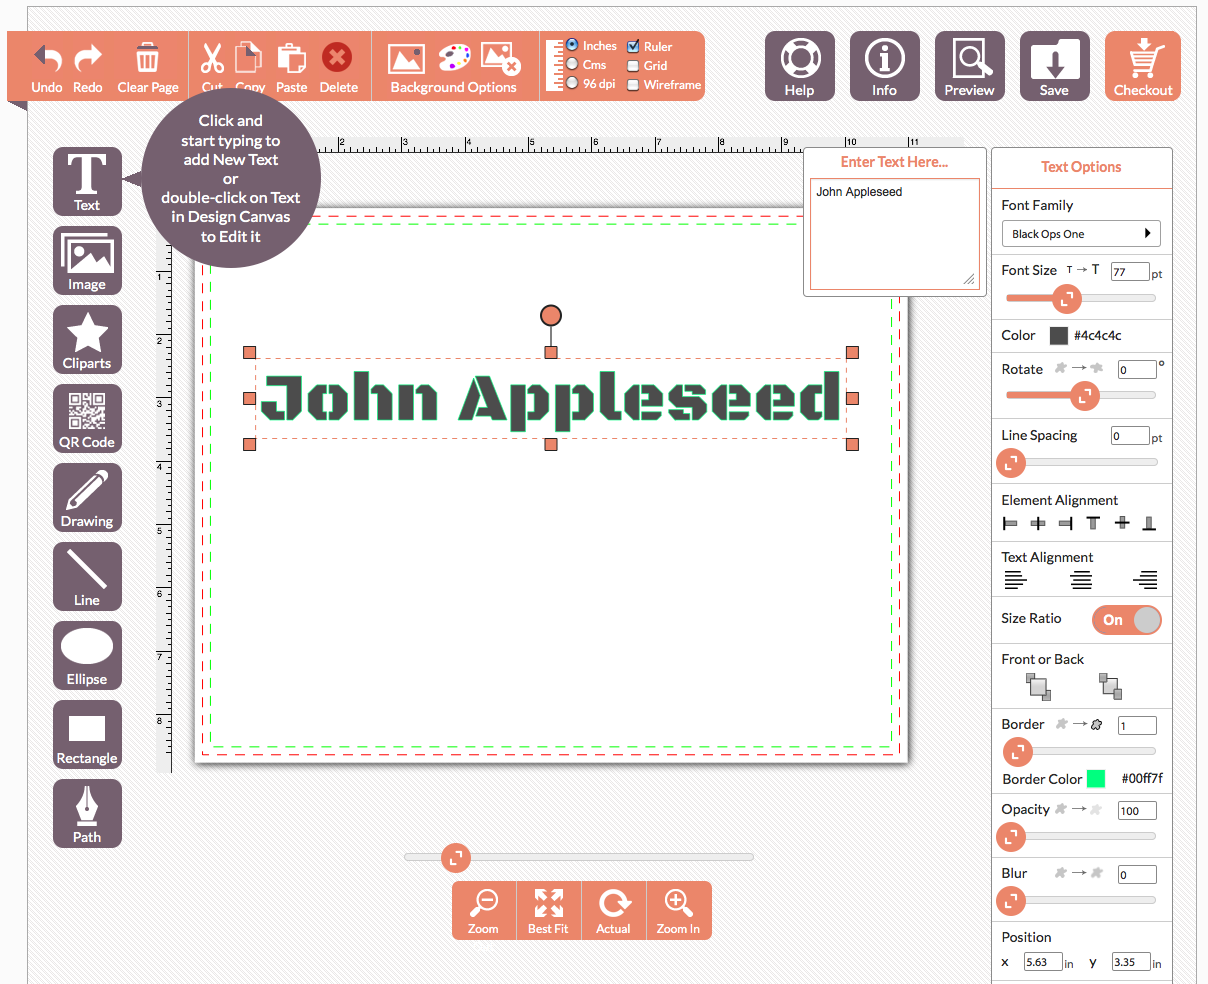 Undo Redo Clear Page Cut Copy Paste Delete Background Options
Inches
Cms
96 dpi
Ruler
Grid
Wireframe
Help Info Preview Save Checkout
Click and
start typing to
add New Text
or
double-click on Text
in Design Canvas
to Edit it
Text
Image
Cliparts
QR Code
Drawing
Line
Ellipse
Rectangle
Path
2 3 4 5 6 7 8 9 10 11
1
2
3
4
5
6
7
8
John Appleseed
Enter Text Here...
John Appleseed
Text Options
Font Family
Black Ops One
Font Size T → T 77 pt
Color #4c4c4c
Rotate 0 °
Line Spacing 0 pt
Element Alignment
Text Alignment
Size Ratio On
Front or Back
Border 1
Border Color #00ff7f
Opacity 100
Blur 0
Position
x 5.63 in y 3.35 in
Zoom Best Fit Actual Zoom In